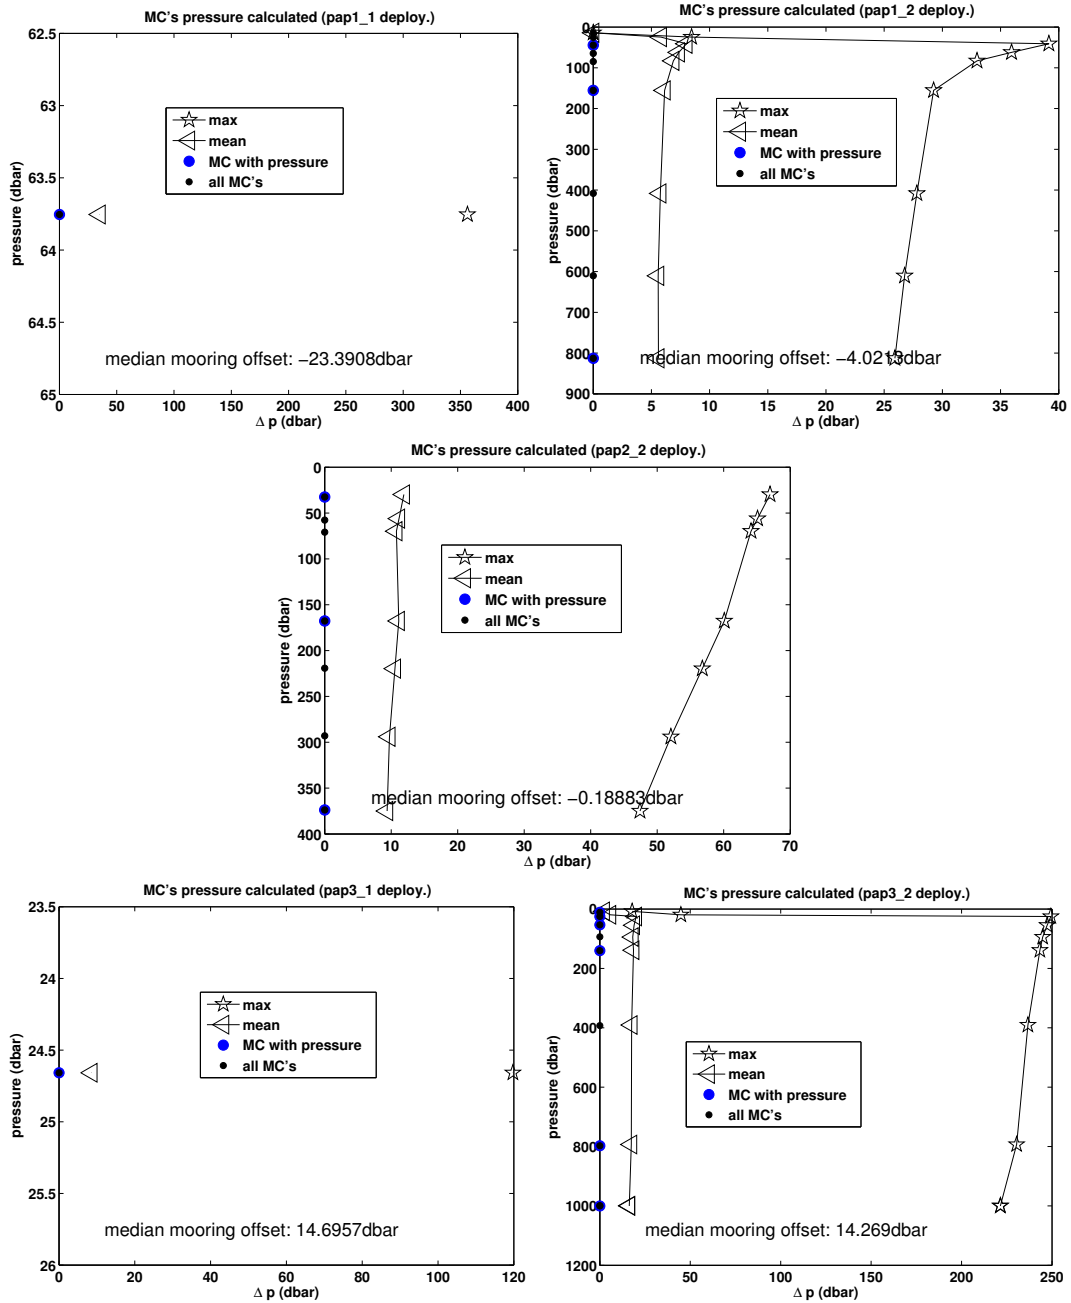 MC's pressure calculated (pap1_1 deploy.)
62.5
63
63.5
64
64.5
65
pressure (dbar)
max
mean
MC with pressure
all MC's
median mooring offset: −23.3908dbar
0 50 100 150 200 250 300 350 400
Δ p (dbar)
MC's pressure calculated (pap1_2 deploy.)
0
100
200
300
400
500
600
700
800
900
pressure (dbar)
max
mean
MC with pressure
all MC's
median mooring offset: −4.0213dbar
0 5 10 15 20 25 30 35 40
Δ p (dbar)
MC's pressure calculated (pap2_2 deploy.)
0
50
100
150
200
250
300
350
400
pressure (dbar)
max
mean
MC with pressure
all MC's
median mooring offset: −0.18883dbar
0 10 20 30 40 50 60 70
Δ p (dbar)
MC's pressure calculated (pap3_1 deploy.)
23.5
24
24.5
25
25.5
26
pressure (dbar)
max
mean
MC with pressure
all MC's
median mooring offset: 14.6957dbar
0 20 40 60 80 100 120
Δ p (dbar)
MC's pressure calculated (pap3_2 deploy.)
0
200
400
600
800
1000
1200
pressure (dbar)
max
mean
MC with pressure
all MC's
median mooring offset: 14.269dbar
0 50 100 150 200 250
Δ p (dbar)